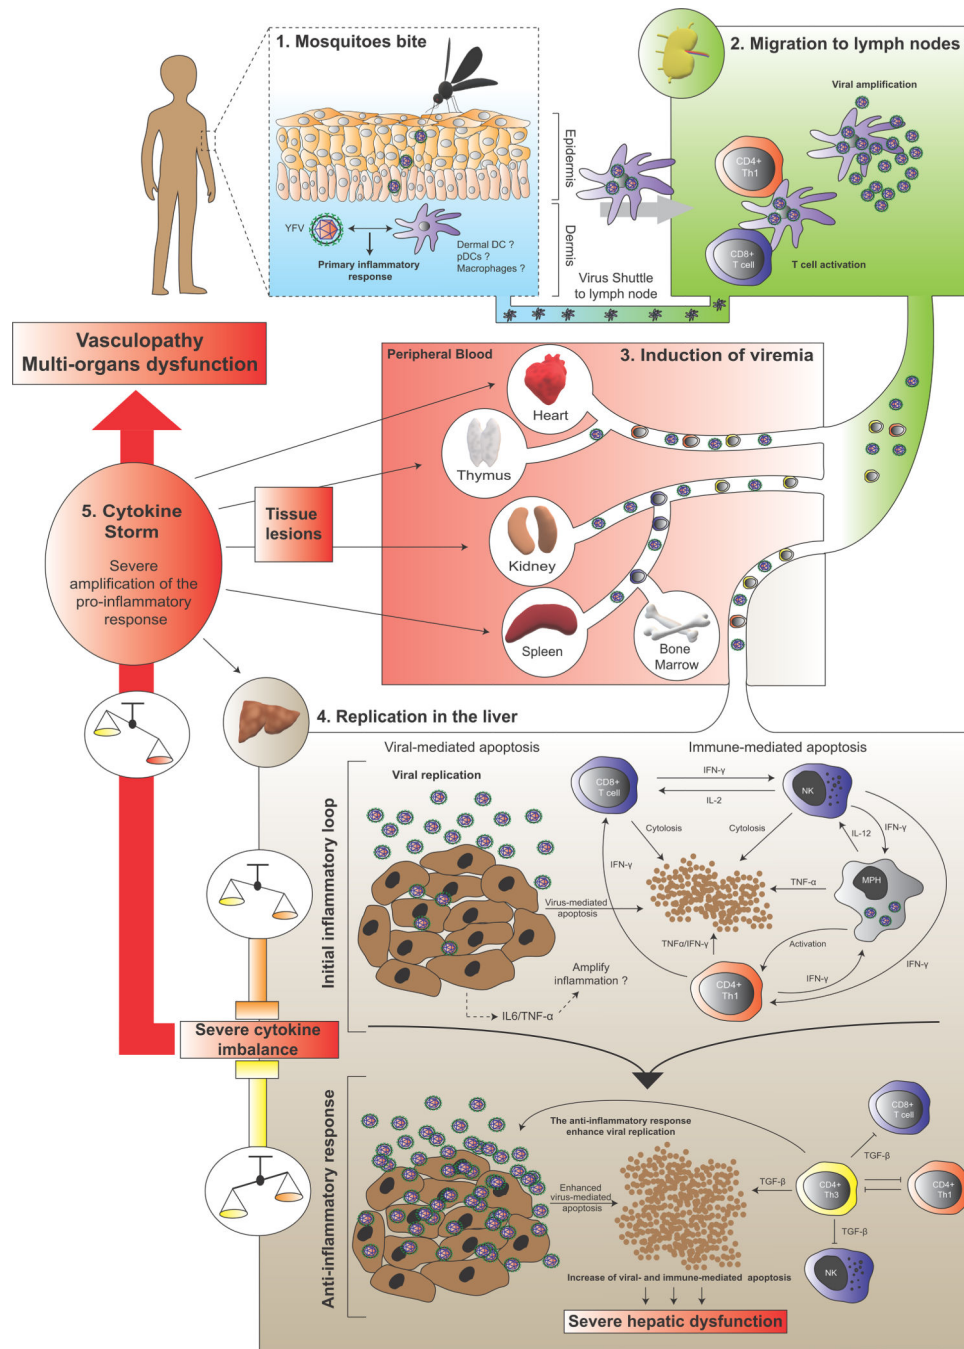 1. Mosquitoes bite
Epidermis
Dermis
YFV
Primary inflammatory
response
Dermal DC ?
pDCs ?
Macrophages ?
Virus Shuttle
to lymph node
2. Migration to lymph nodes
Viral amplification
CD4+
Th1
CD8+
T cell
T cell activation
Vasculopathy
Multi-organs dysfunction
Peripheral Blood
3. Induction of viremia
Heart
Thymus
Kidney
Spleen
Bone
Marrow
Tissue
lesions
5. Cytokine
Storm
Severe
amplification of the
pro-inflammatory
response
4. Replication in the liver
Initial inflammatory loop
Viral-mediated apoptosis
Viral replication
Virus-mediated
apoptosis
IL6/TNF-α
Amplify
inflammation ?
Immune-mediated apoptosis
CD8+
T cell
IFN-γ
IL-2
NK
Cytolosis
Cytolosis
IL-12
IFN-γ
IFN-γ
MPH
TNF-α
TNFα/IFN-γ
Activation
IFN-γ
IFN-γ
CD4+
Th1
Severe cytokine
imbalance
Anti-inflammatory response
The anti-inflammatory response
enhance viral replication
Enhanced
virus-mediated
apoptosis
TGF-β
CD4+
Th3
CD8+
T cell
TGF-β
CD4+
Th1
TGF-β
NK
Increase of viral- and immune-mediated apoptosis
Severe hepatic dysfunction